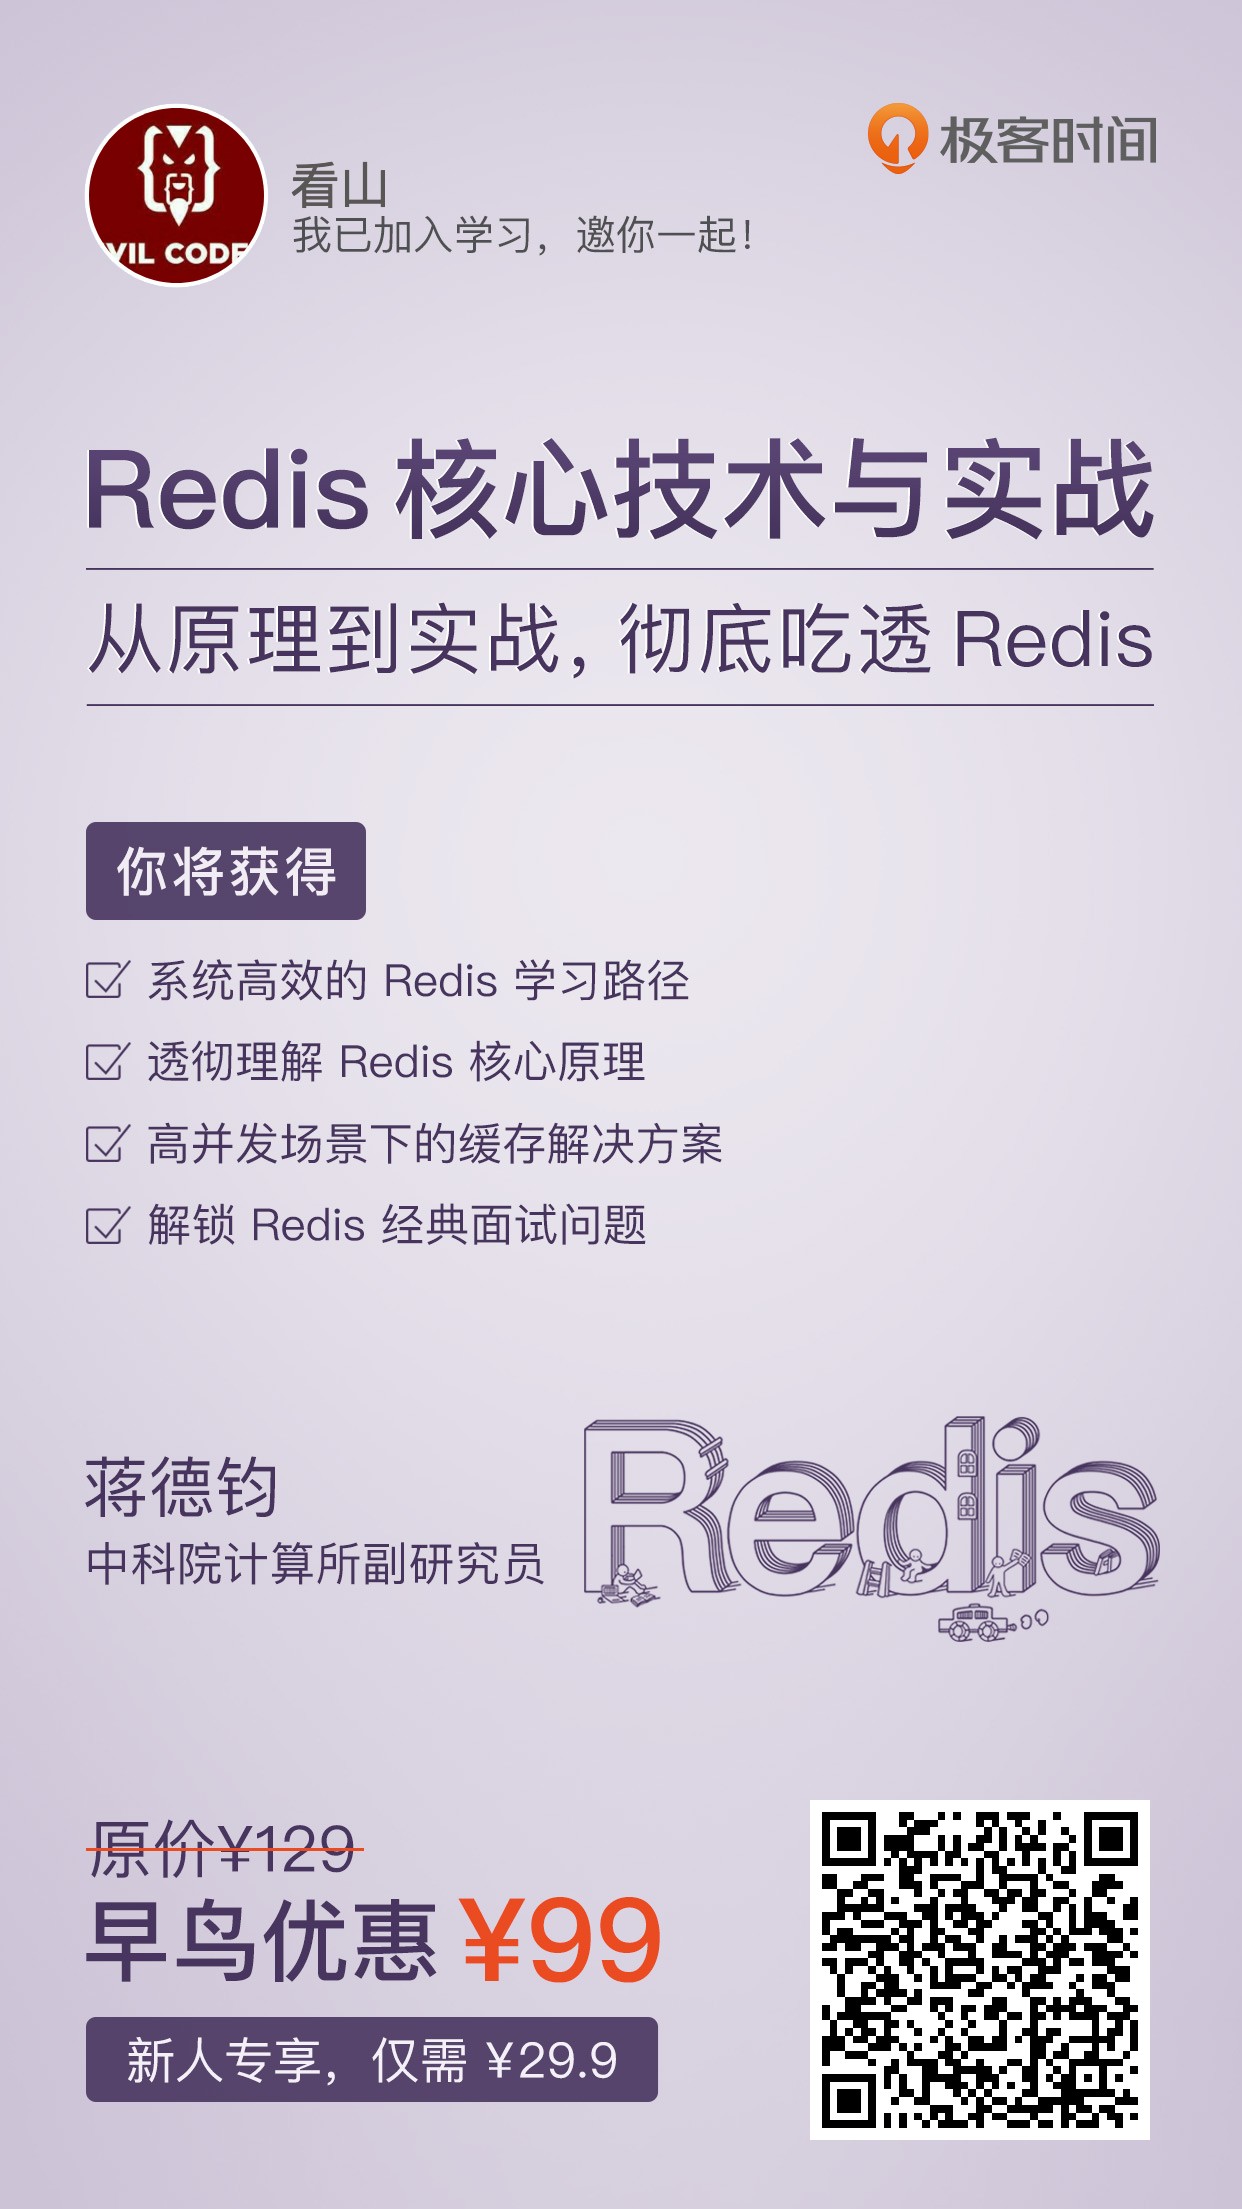 VIL CODE
看山
我已加入学习，邀你一起！
极客时间
Redis 核心技术与实战
从原理到实战，彻底吃透 Redis
你将获得
系统高效的 Redis 学习路径
透彻理解 Redis 核心原理
高并发场景下的缓存解决方案
解锁 Redis 经典面试问题
蒋德钧
中科院计算所副研究员
Redis
原价¥129
早鸟优惠 ¥99
新人专享，仅需 ¥29.9